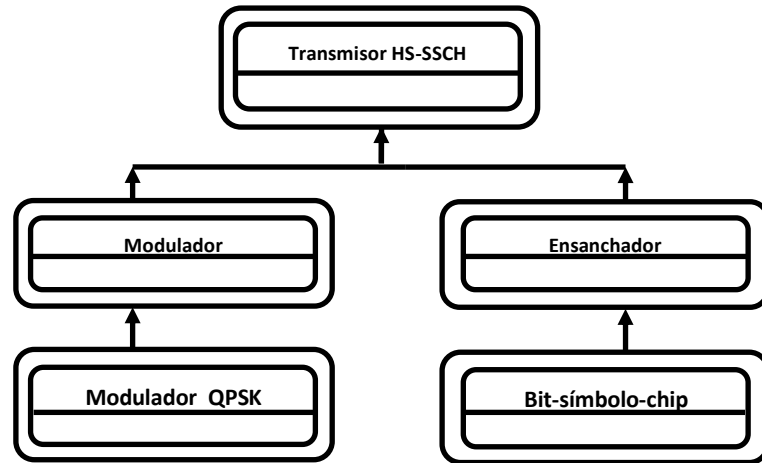 Transmisor HS-SSCH
Modulador
Ensanchador
Modulador QPSK
Bit-símbolo-chip